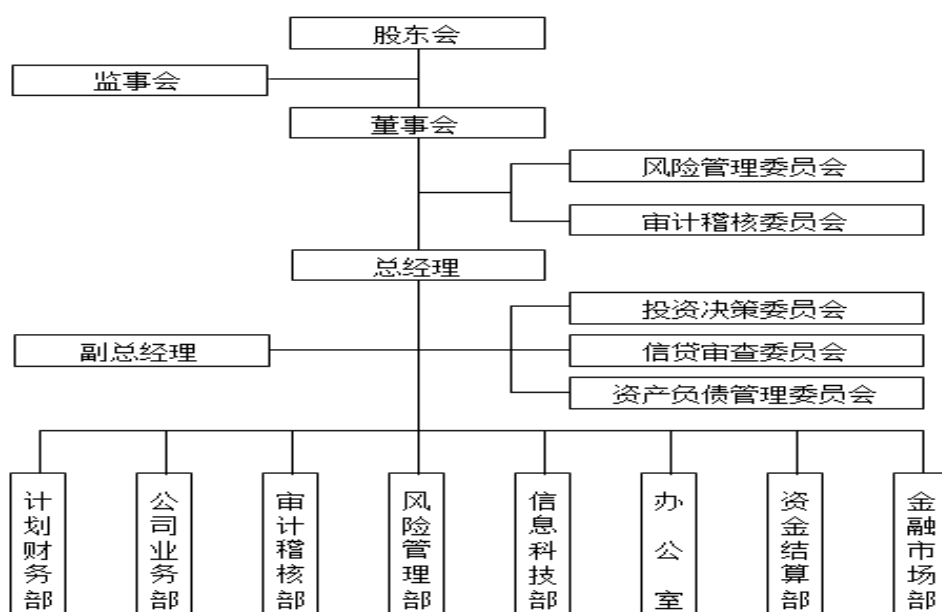 股东会
监事会
董事会
风险管理委员会
审计稽核委员会
总经理
投资决策委员会
副总经理
信贷审查委员会
资产负债管理委员会
计划财务部
公司业务部
审计稽核部
风险管理部
信息科技部
办公室
资金结算部
金融市场部